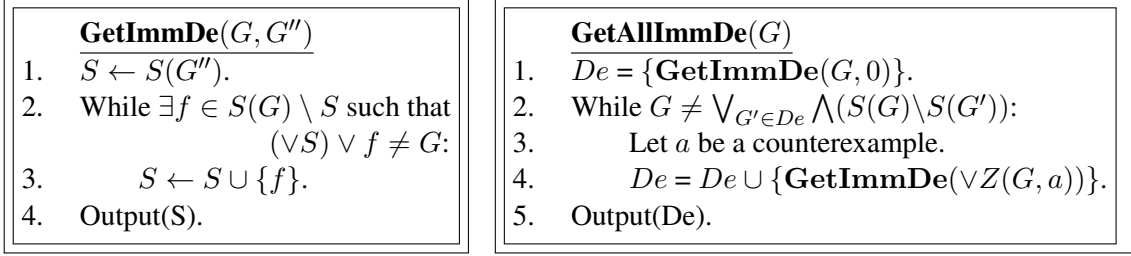 GetImmDe(G, G′′)
1. S ← S(G′′).
2. While ∃f ∈ S(G) \ S such that
(∨S) ∨ f ≠ G:
3. S ← S ∪ {f}.
4. Output(S).
GetAllImmDe(G)
1. De = {GetImmDe(G, 0)}.
2. While G ≠ ⋁_{G′∈De} ⋀(S(G)\S(G′)):
3. Let a be a counterexample.
4. De = De ∪ {GetImmDe(∨Z(G, a))}.
5. Output(De).